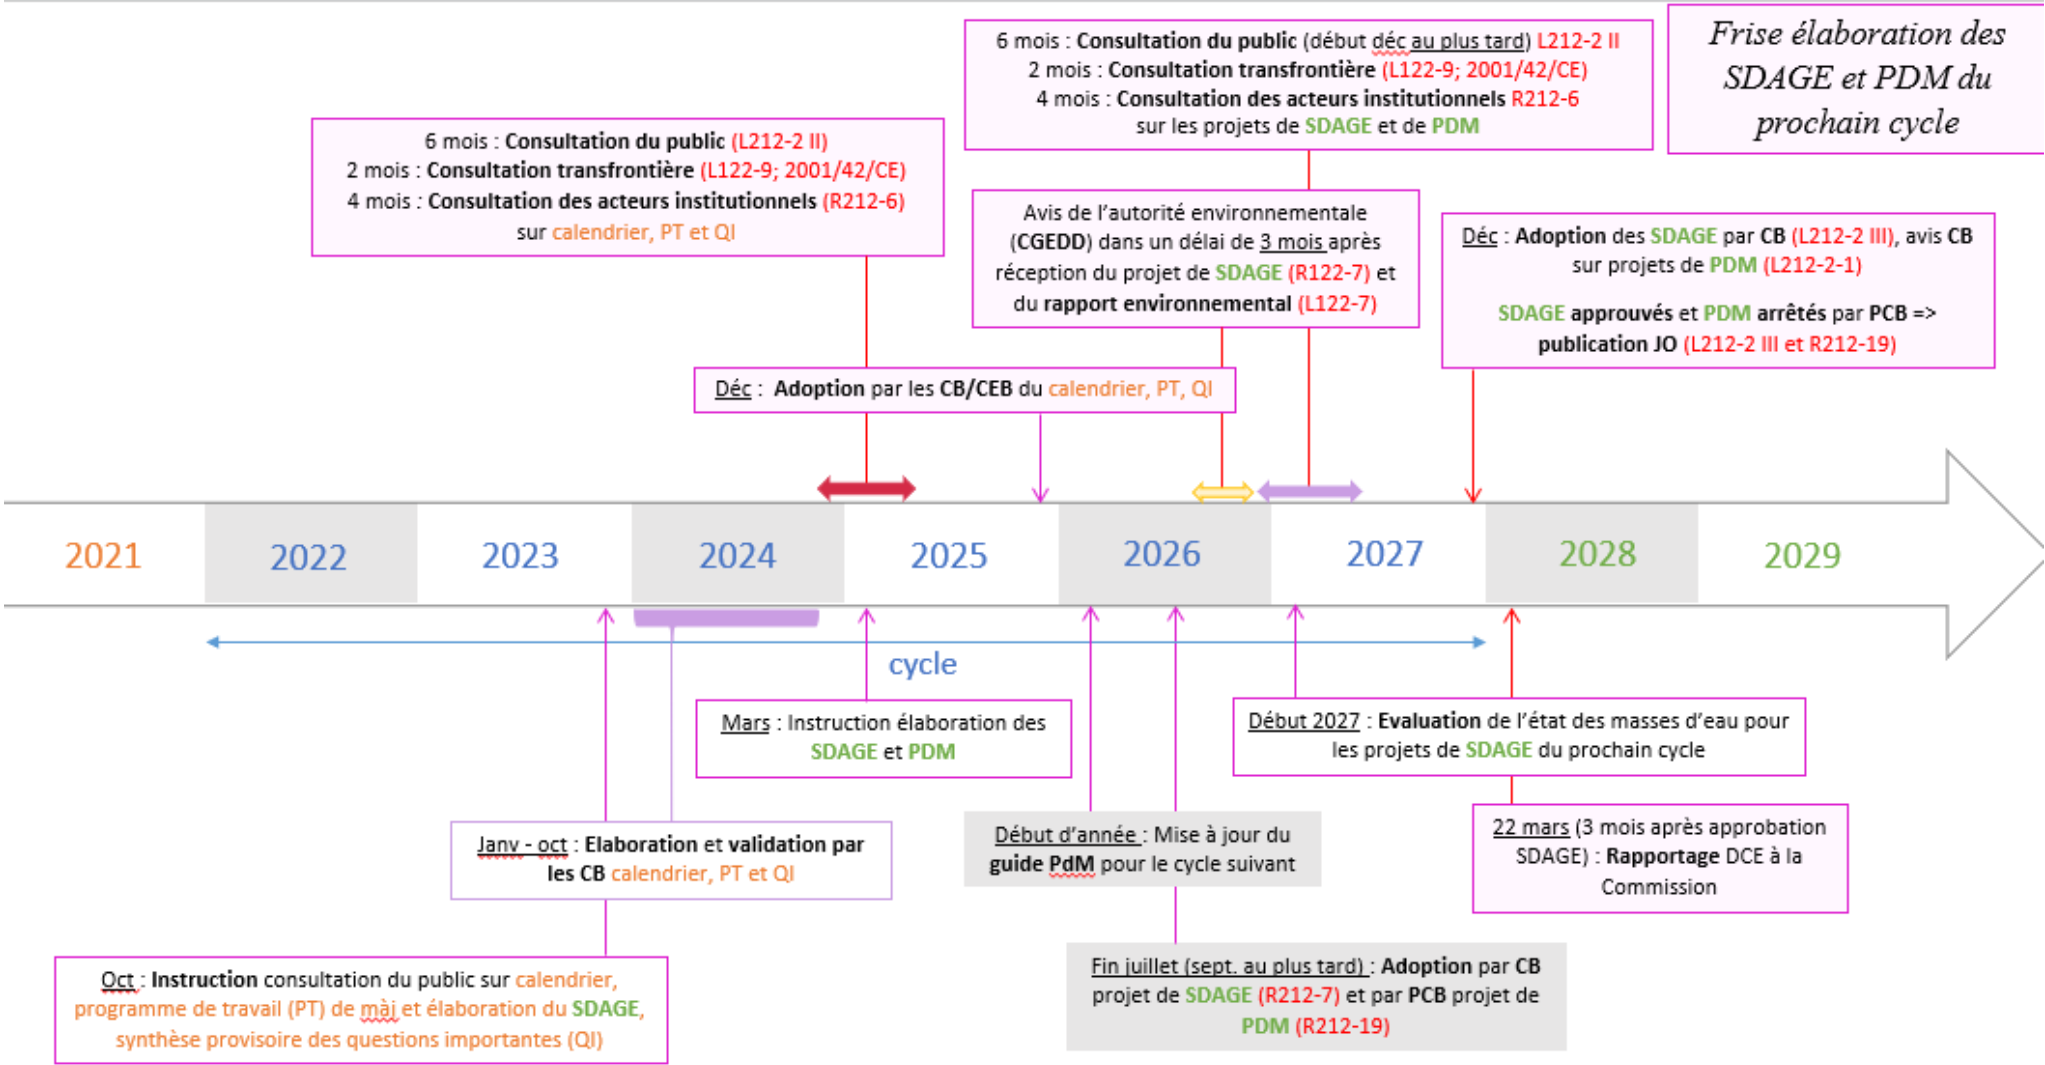 Frise élaboration des
SDAGE et PDM du
prochain cycle
6 mois : Consultation du public (début déc au plus tard) L212-2 II
2 mois : Consultation transfrontière (L122-9; 2001/42/CE)
4 mois : Consultation des acteurs institutionnels R212-6
sur les projets de SDAGE et de PDM
6 mois : Consultation du public (L212-2 II)
2 mois : Consultation transfrontière (L122-9; 2001/42/CE)
4 mois : Consultation des acteurs institutionnels (R212-6)
sur calendrier, PT et QI
Avis de l'autorité environnementale
(CGEDD) dans un délai de 3 mois après
réception du projet de SDAGE (R122-7) et
du rapport environmental (L122-7)
Déc : Adoption des SDAGE par CB (L212-2 III), avis CB
sur projets de PDM (L212-2-1)
SDAGE approuvés et PDM arrêtés par PCB =>
publication JO (L212-2 III et R212-19)
Déc : Adoption par les CB/CEB du calendrier, PT, QI
2021 2022 2023 2024 2025 2026 2027 2028 2029
cycle
Mars : Instruction élaboration des
SDAGE et PDM
Début 2027 : Evaluation de l'état des masses d'eau pour
les projets de SDAGE du prochain cycle
Janv - oct : Elaboration et validation par
les CB calendrier, PT et QI
Début d'année : Mise à jour du
guide PdM pour le cycle suivant
22 mars (3 mois après approbation
SDAGE) : Rapportage DCE à la
Commission
Oct : Instruction consultation du public sur calendrier,
programme de travail (PT) de màj et élaboration du SDAGE,
synthèse provisoire des questions importantes (QI)
Fin juillet (sept. au plus tard) : Adoption par CB
projet de SDAGE (R212-7) et par PCB projet de
PDM (R212-19)